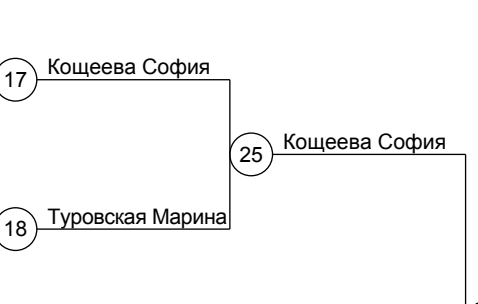 17 Кощеева София
25 Кощеева София
18 Туровская Марина